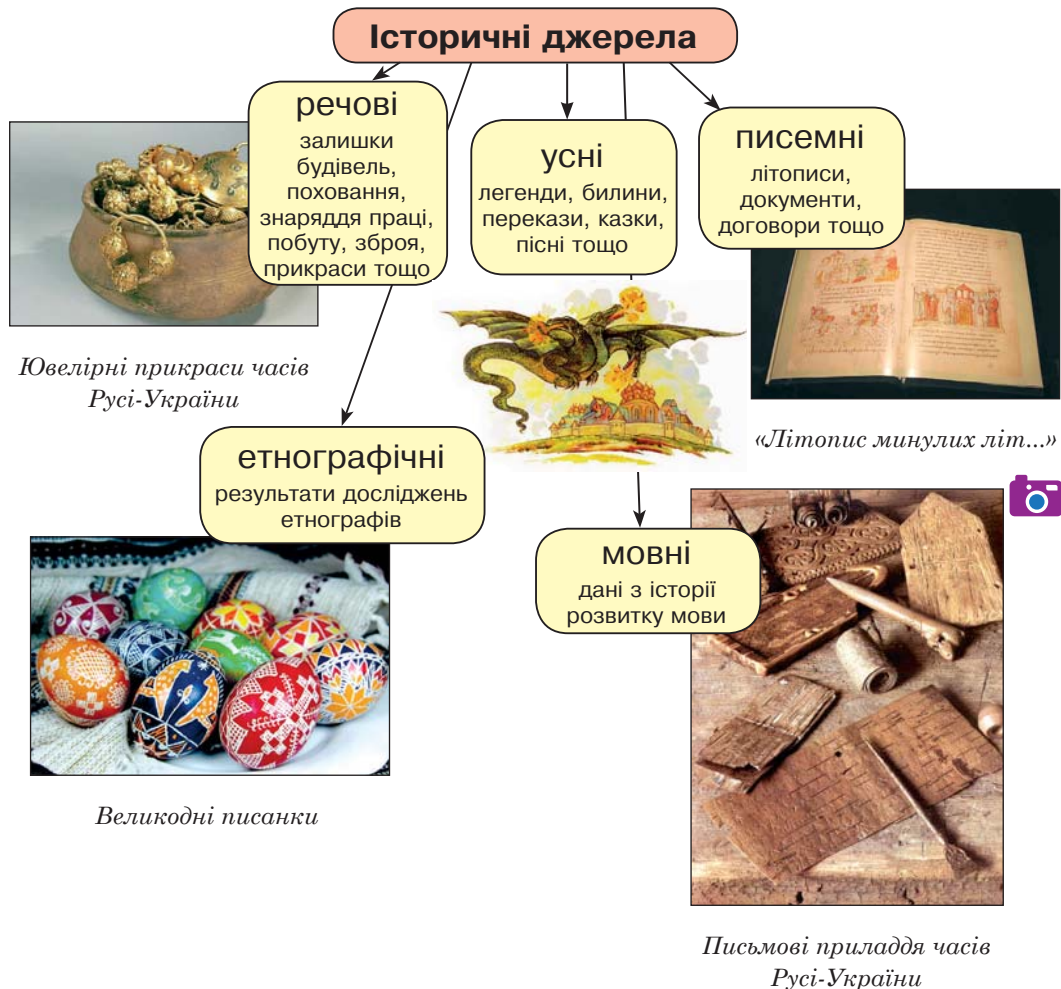 Історичні джерела
речові
залишки
будівель,
поховання,
знаряддя праці,
побуту, зброя,
прикраси тощо
усні
легенди, билини,
перекази, казки,
пісні тощо
писемні
літописи,
документи,
договори тощо
Ювелірні прикраси часів
Русі-України
«Літопис минулих літ...»
етнографічні
результати досліджень
етнографів
мовні
дані з історії
розвитку мови
Великодні писанки
Письмові приладдя часів
Русі-України